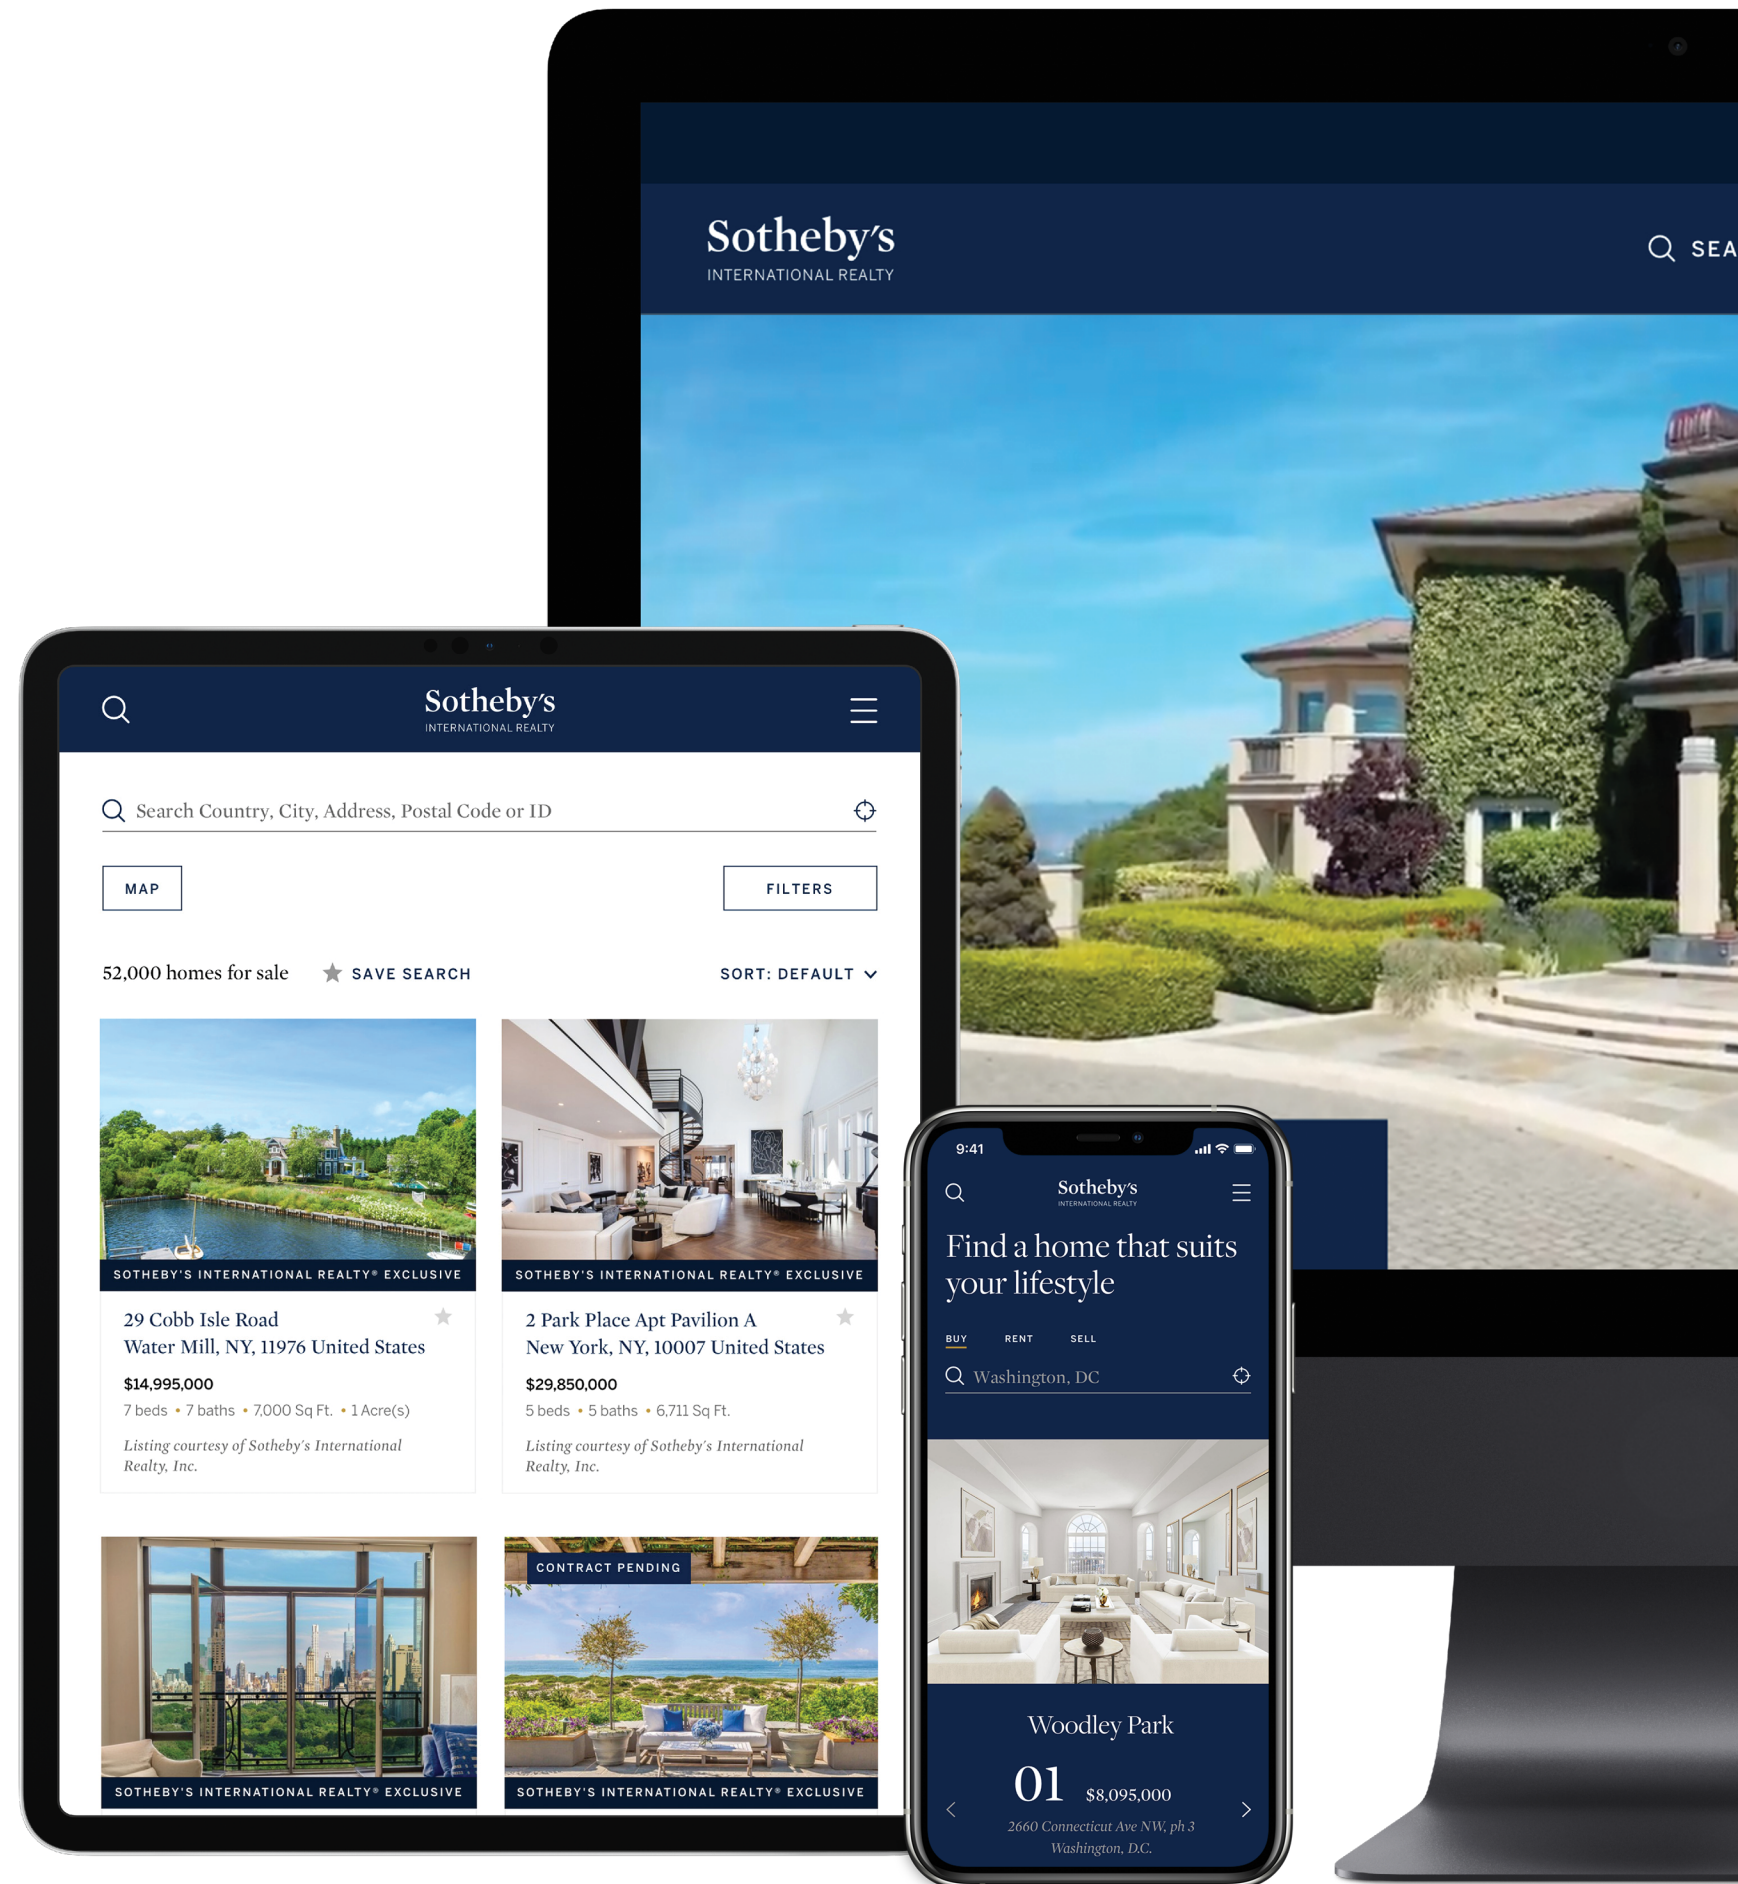 Sotheby's
INTERNATIONAL REALTY
SEA
Sotheby's
INTERNATIONAL REALTY
Search Country, City, Address, Postal Code or ID
MAP
FILTERS
52,000 homes for sale
SAVE SEARCH
SORT: DEFAULT
SOTHEBY'S INTERNATIONAL REALTY® EXCLUSIVE
29 Cobb Isle Road
Water Mill, NY, 11976 United States
$14,995,000
7 beds • 7 baths • 7,000 Sq Ft. • 1 Acre(s)
Listing courtesy of Sotheby's International
Realty, Inc.
SOTHEBY'S INTERNATIONAL REALTY® EXCLUSIVE
2 Park Place Apt Pavilion A
New York, NY, 10007 United States
$29,850,000
5 beds • 5 baths • 6,711 Sq Ft.
Listing courtesy of Sotheby's International
Realty, Inc.
SOTHEBY'S INTERNATIONAL REALTY® EXCLUSIVE
CONTRACT PENDING
SOTHEBY'S INTERNATIONAL REALTY® EXCLUSIVE
9:41
Sotheby's
INTERNATIONAL REALTY
Find a home that suits
your lifestyle
BUY
RENT
SELL
Washington, DC
Woodley Park
01
$8,095,000
2660 Connecticut Ave NW, ph 3
Washington, D.C.